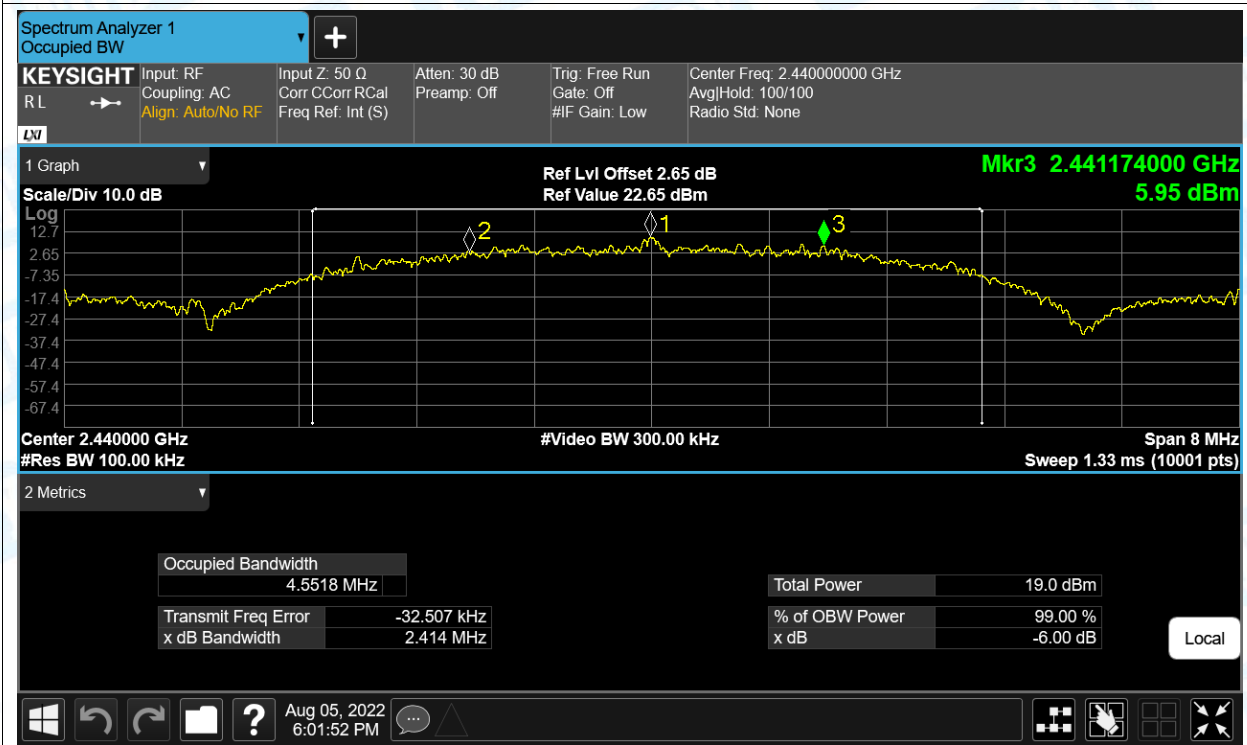 Spectrum Analyzer 1
Occupied BW
KEYSIGHT
R L
LXI
Input: RF
Coupling: AC
Align: Auto/No RF
Input Z: 50 Ω
Corr CCorr RCal
Freq Ref: Int (S)
Atten: 30 dB
Preamp: Off
Trig: Free Run
Gate: Off
#IF Gain: Low
Center Freq: 2.440000000 GHz
Avg|Hold: 100/100
Radio Std: None
1 Graph
Scale/Div 10.0 dB
Ref Lvl Offset 2.65 dB
Ref Value 22.65 dBm
Mkr3 2.441174000 GHz
5.95 dBm
Log
12.7
2.65
-7.35
-17.4
-27.4
-37.4
-47.4
-57.4
-67.4
2
1
3
Center 2.440000 GHz
#Video BW 300.00 kHz
Span 8 MHz
#Res BW 100.00 kHz
Sweep 1.33 ms (10001 pts)
2 Metrics
Occupied Bandwidth
4.5518 MHz
Total Power 19.0 dBm
Transmit Freq Error -32.507 kHz
% of OBW Power 99.00 %
x dB Bandwidth 2.414 MHz
x dB -6.00 dB
Local
?
Aug 05, 2022
6:01:52 PM